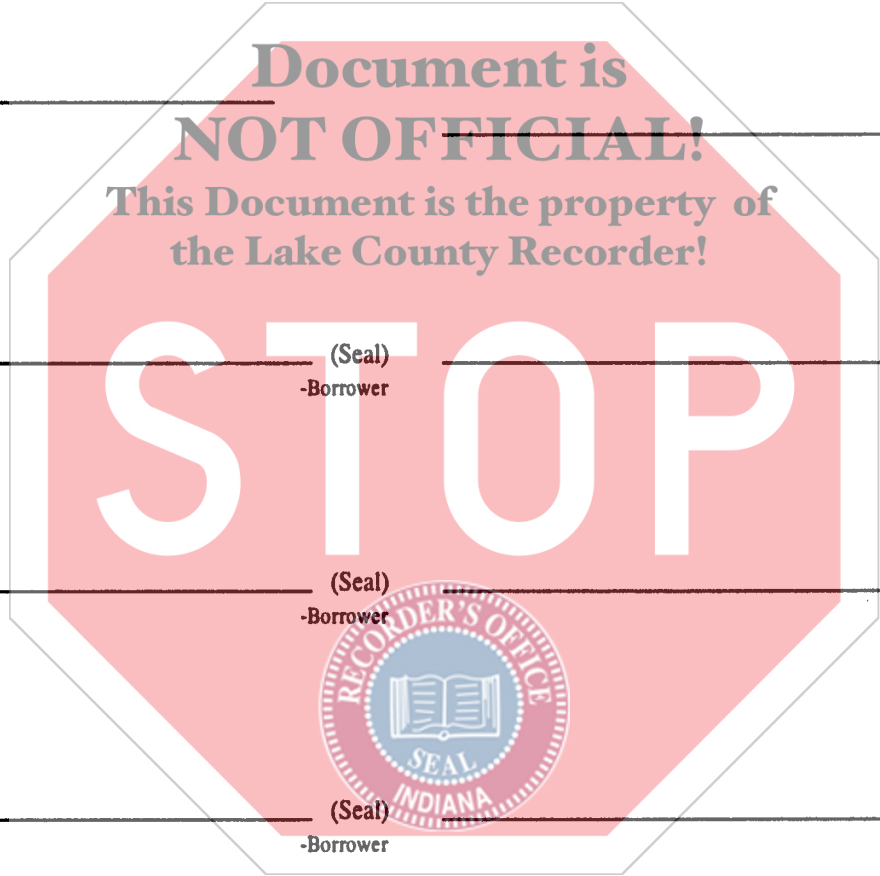 Document is
NOT OFFICIAL!
This Document is the property of
the Lake County Recorder!
STOP
(Seal)
-Borrower
(Seal)
-Borrower
RECORDER'S OFFICE
SEAL
INDIANA
(Seal)
-Borrower